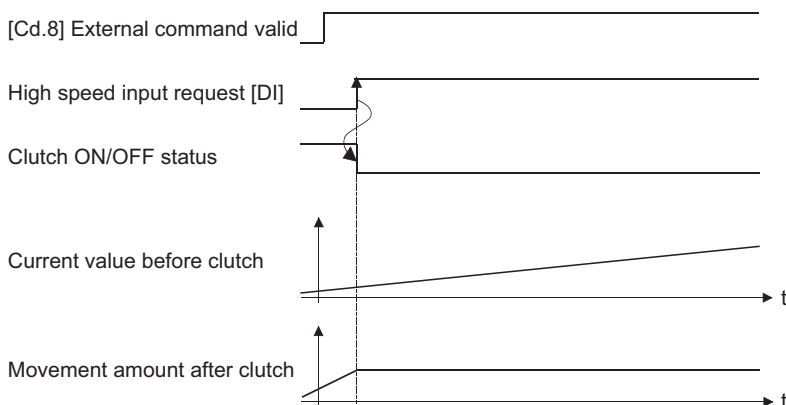 [Cd.8] External command valid
High speed input request [DI]
Clutch ON/OFF status
Current value before clutch
t
Movement amount after clutch
t